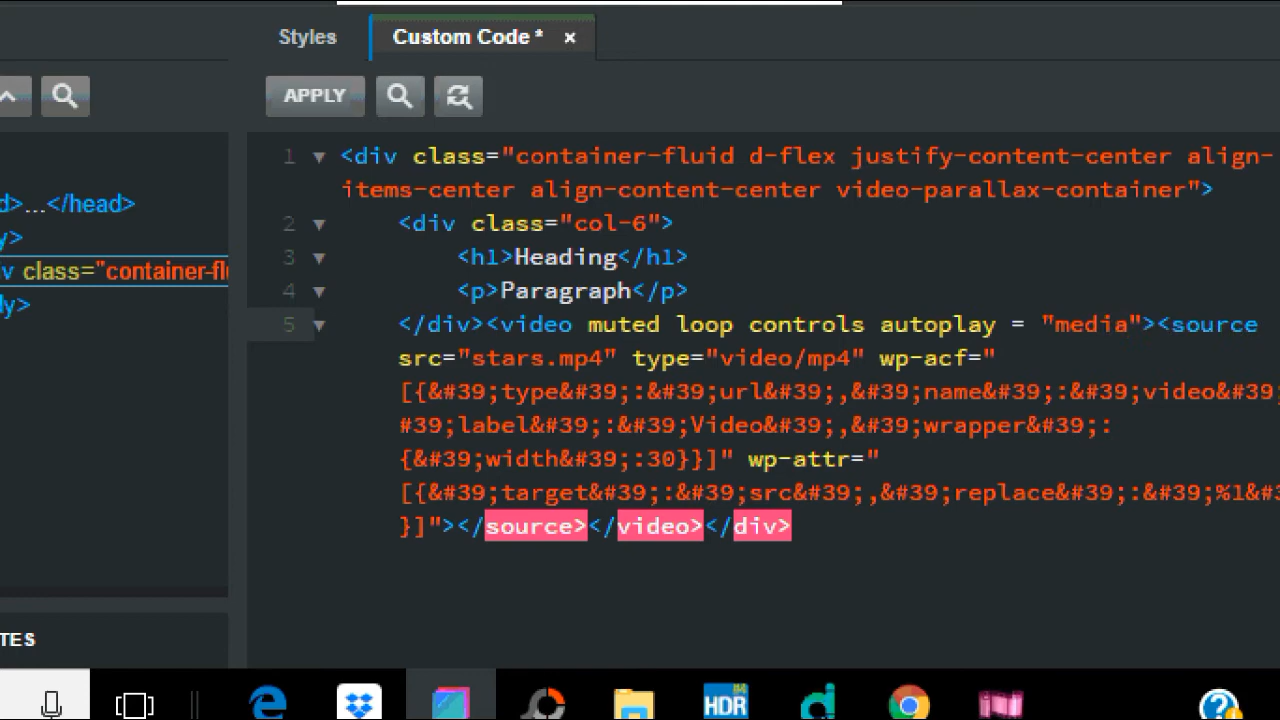 Styles
Custom Code * ×
APPLY
1 ▼ <div class="container-fluid d-flex justify-content-center align-
items-center align-content-center video-parallax-container">
2 ▼ <div class="col-6">
d>...</head>
3 ▼ <h1>Heading</h1>
y>
4 ▼ <p>Paragraph</p>
v class="container-flu
ly>
5 ▼ </div><video muted loop controls autoplay = "media"><source
src="stars.mp4" type="video/mp4" wp-acf="
[{&#39;type&#39;:&#39;url&#39;,&#39;name&#39;:&#39;video&#39;
#39;label&#39;:&#39;Video&#39;,&#39;wrapper&#39;:
{&#39;width&#39;:30}}]" wp-attr="
[{&#39;target&#39;:&#39;src&#39;,&#39;replace&#39;:&#39;%1&#3
}]"></source></video></div>
TES
HDR